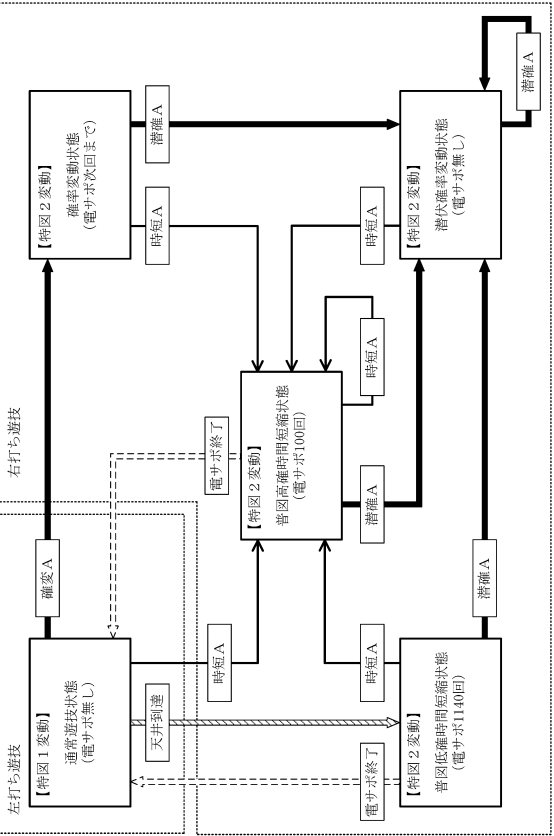 左打ち遊技
右打ち遊技
【特図1変動】
通常遊技状態
(電サポ無し)
確変A
【特図2変動】
確率変動状態
(電サポ次回まで)
天井到達
時短A
電サポ終了
時短A
潜確A
【特図2変動】
普図高確時間短縮状態
(電サポ100回)
潜確A
時短A
電サポ終了
時短A
時短A
【特図2変動】
普図低確時間短縮状態
(電サポ1140回)
潜確A
【特図2変動】
潜伏確率変動状態
(電サポ無し)
潜確A